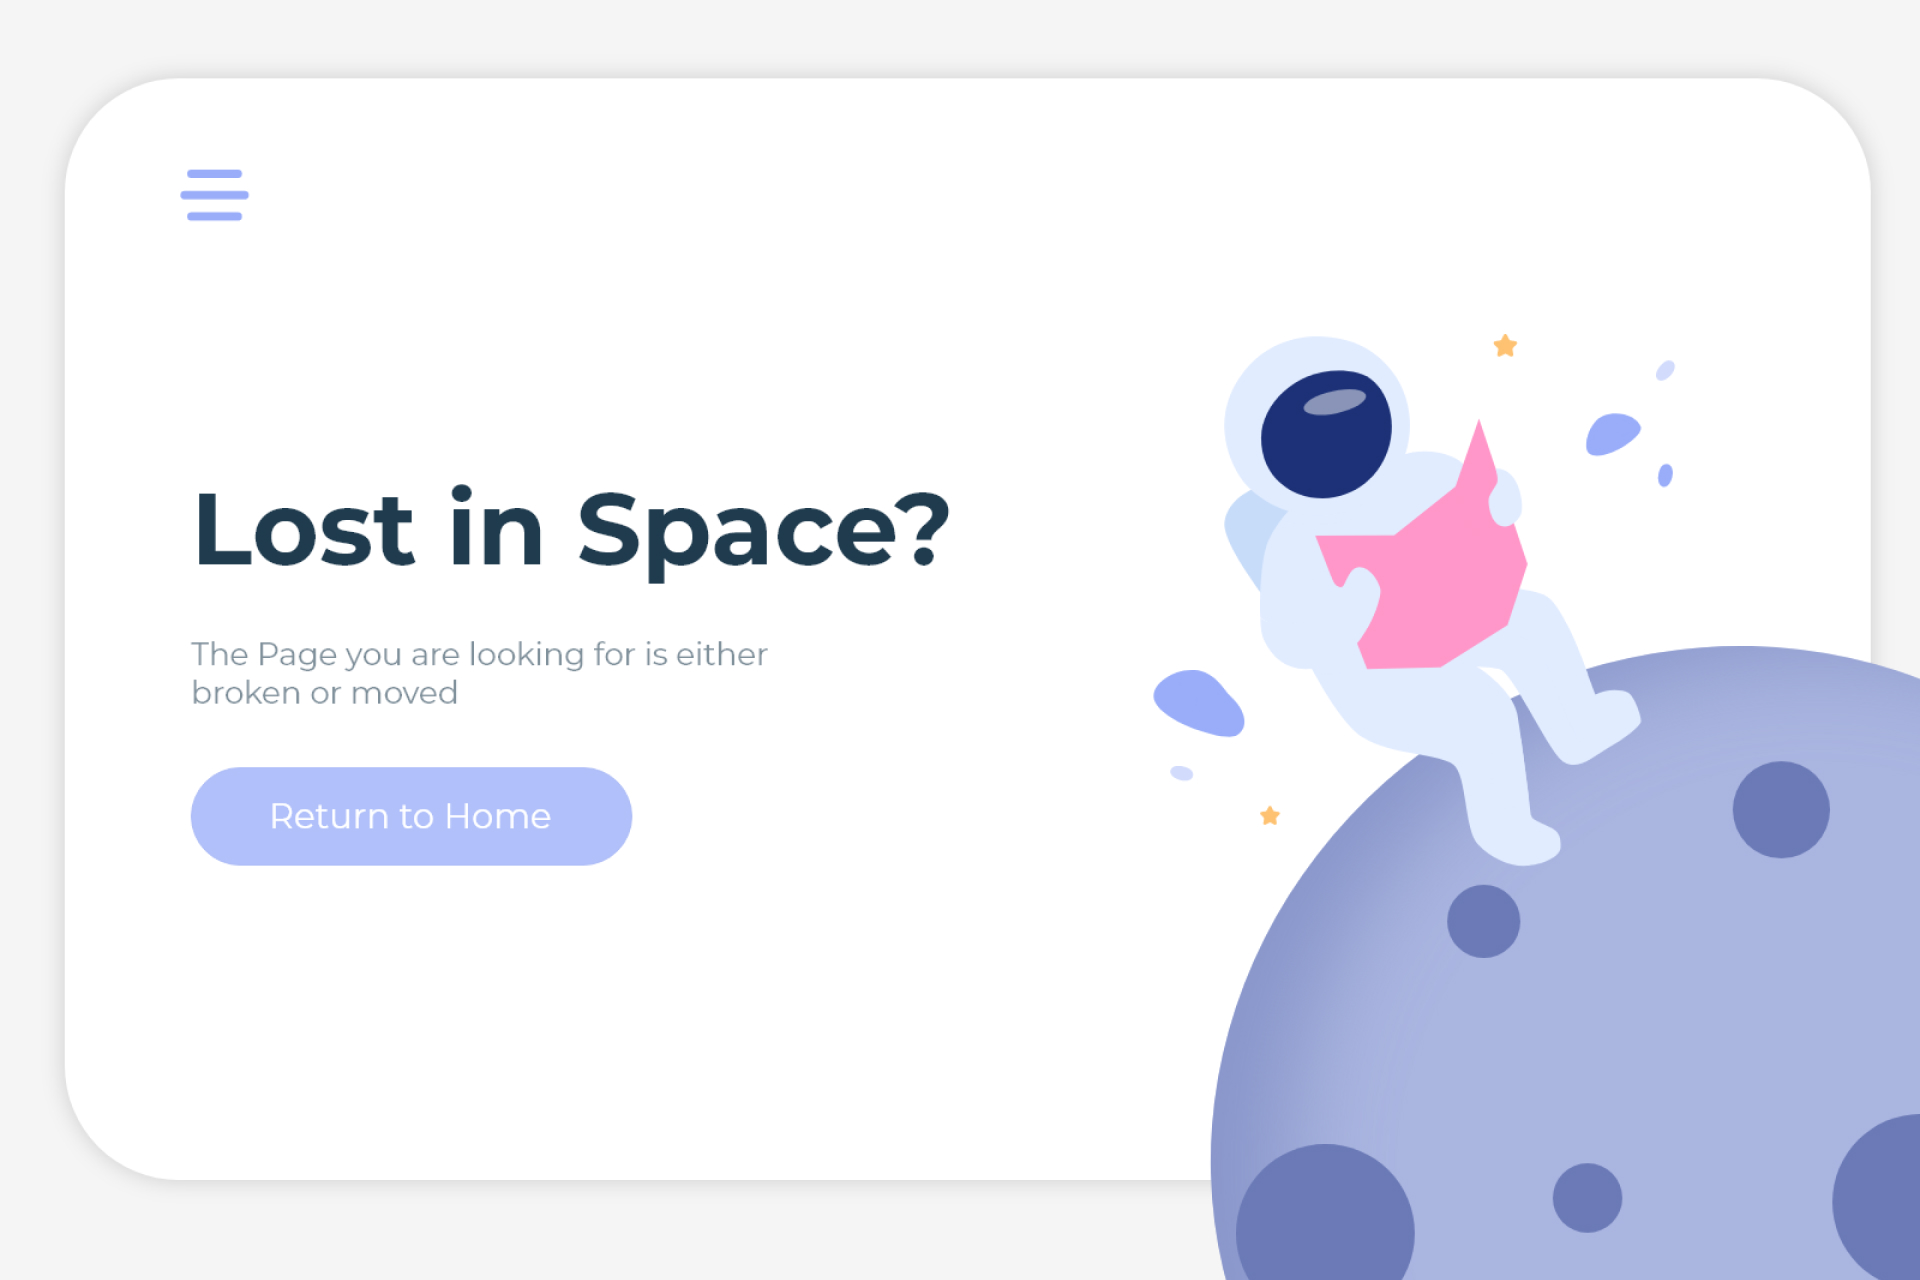 Lost in Space?
The Page you are looking for is either
broken or moved
Return to Home